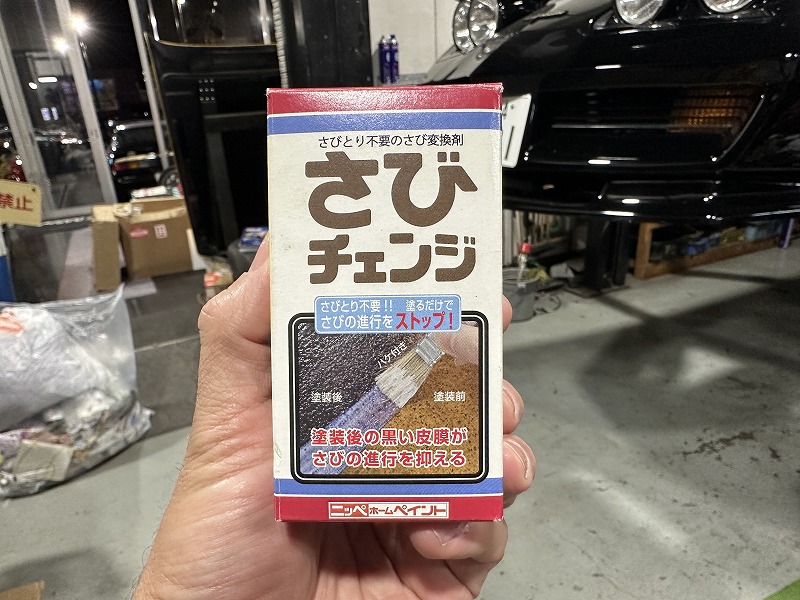 さびとり不要のさび変換剤
さび
チェンジ
さびとり不要!! 塗るだけで
さびの進行をストップ!
ハケ付き
塗装後
塗装前
塗装後の黒い皮膜が
さびの進行を抑える
ニッペホームペイント
禁止
1